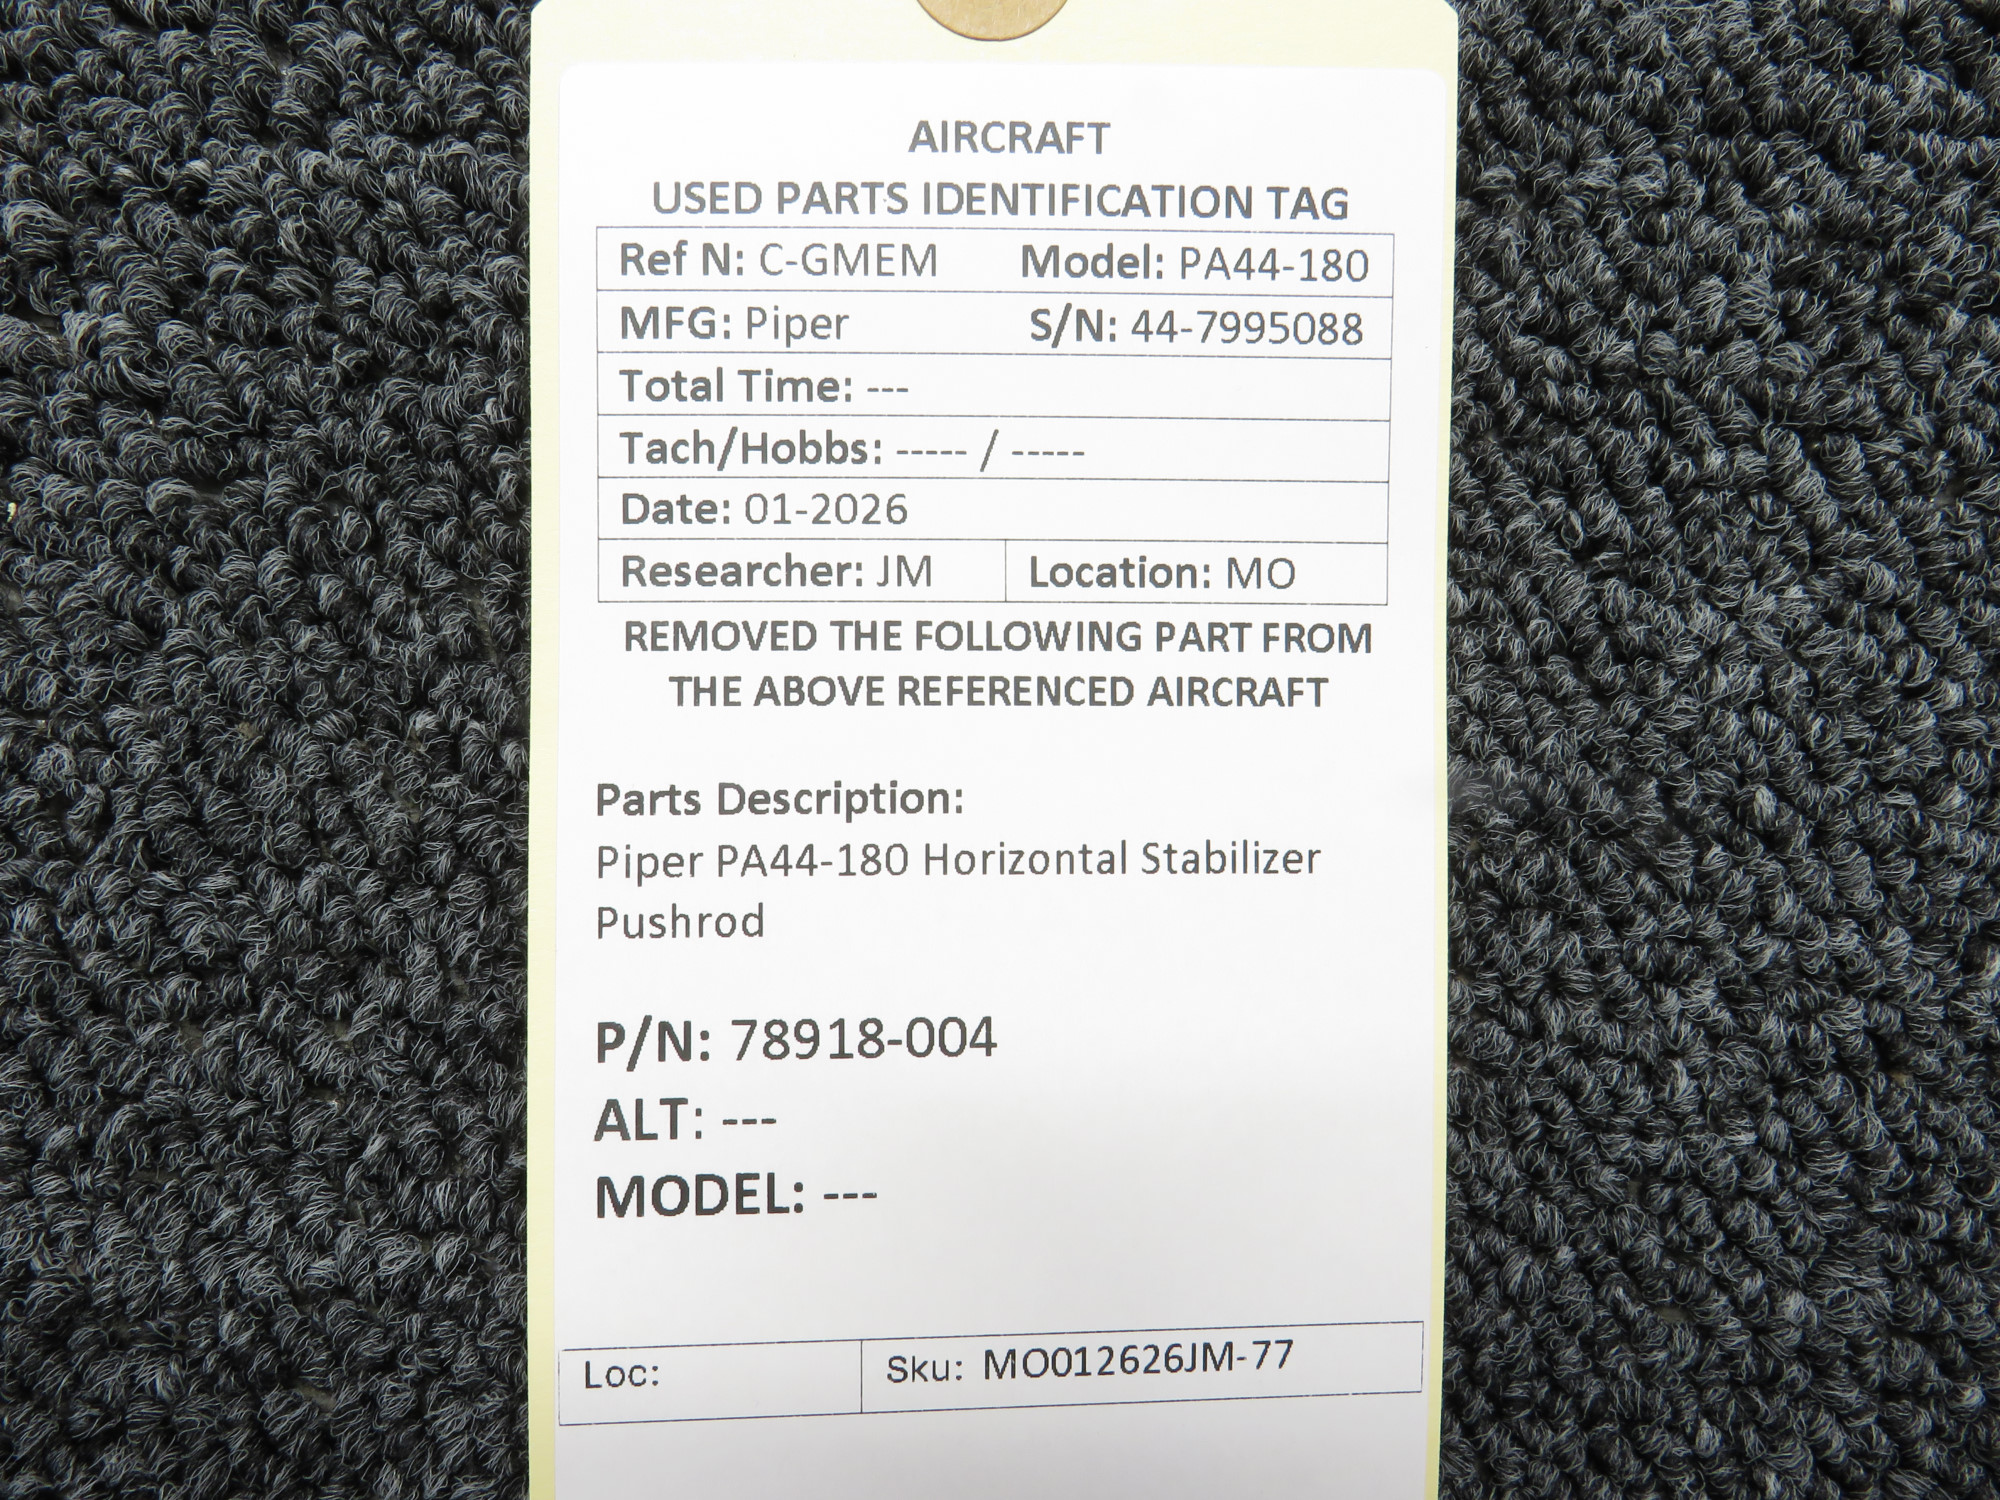 AIRCRAFT
USED PARTS IDENTIFICATION TAG
Ref N: C-GMEM Model: PA44-180
MFG: Piper S/N: 44-7995088
Total Time: ---
Tach/Hobbs: ----- / -----
Date: 01-2026
Researcher: JM Location: MO
REMOVED THE FOLLOWING PART FROM
THE ABOVE REFERENCED AIRCRAFT
Parts Description:
Piper PA44-180 Horizontal Stabilizer
Pushrod
P/N: 78918-004
ALT: ---
MODEL: ---
Loc: Sku: MO012626JM-77